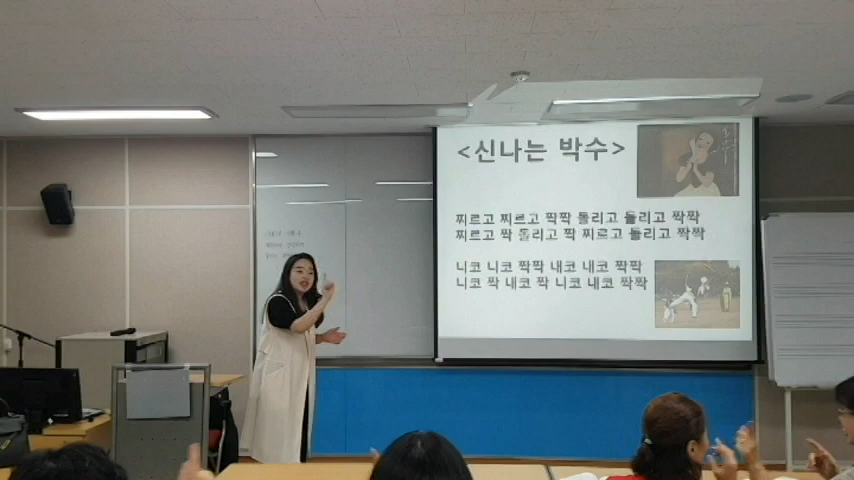 <신나는 박수>
찌르고 찌르고 짝짝 돌리고 돌리고 짝짝
찌르고 짝 돌리고 짝 찌르고 돌리고 짝짝
니코 니코 짝짝 내코 내코 짝짝
니코 짝 내코 짝 니코 내코 짝짝